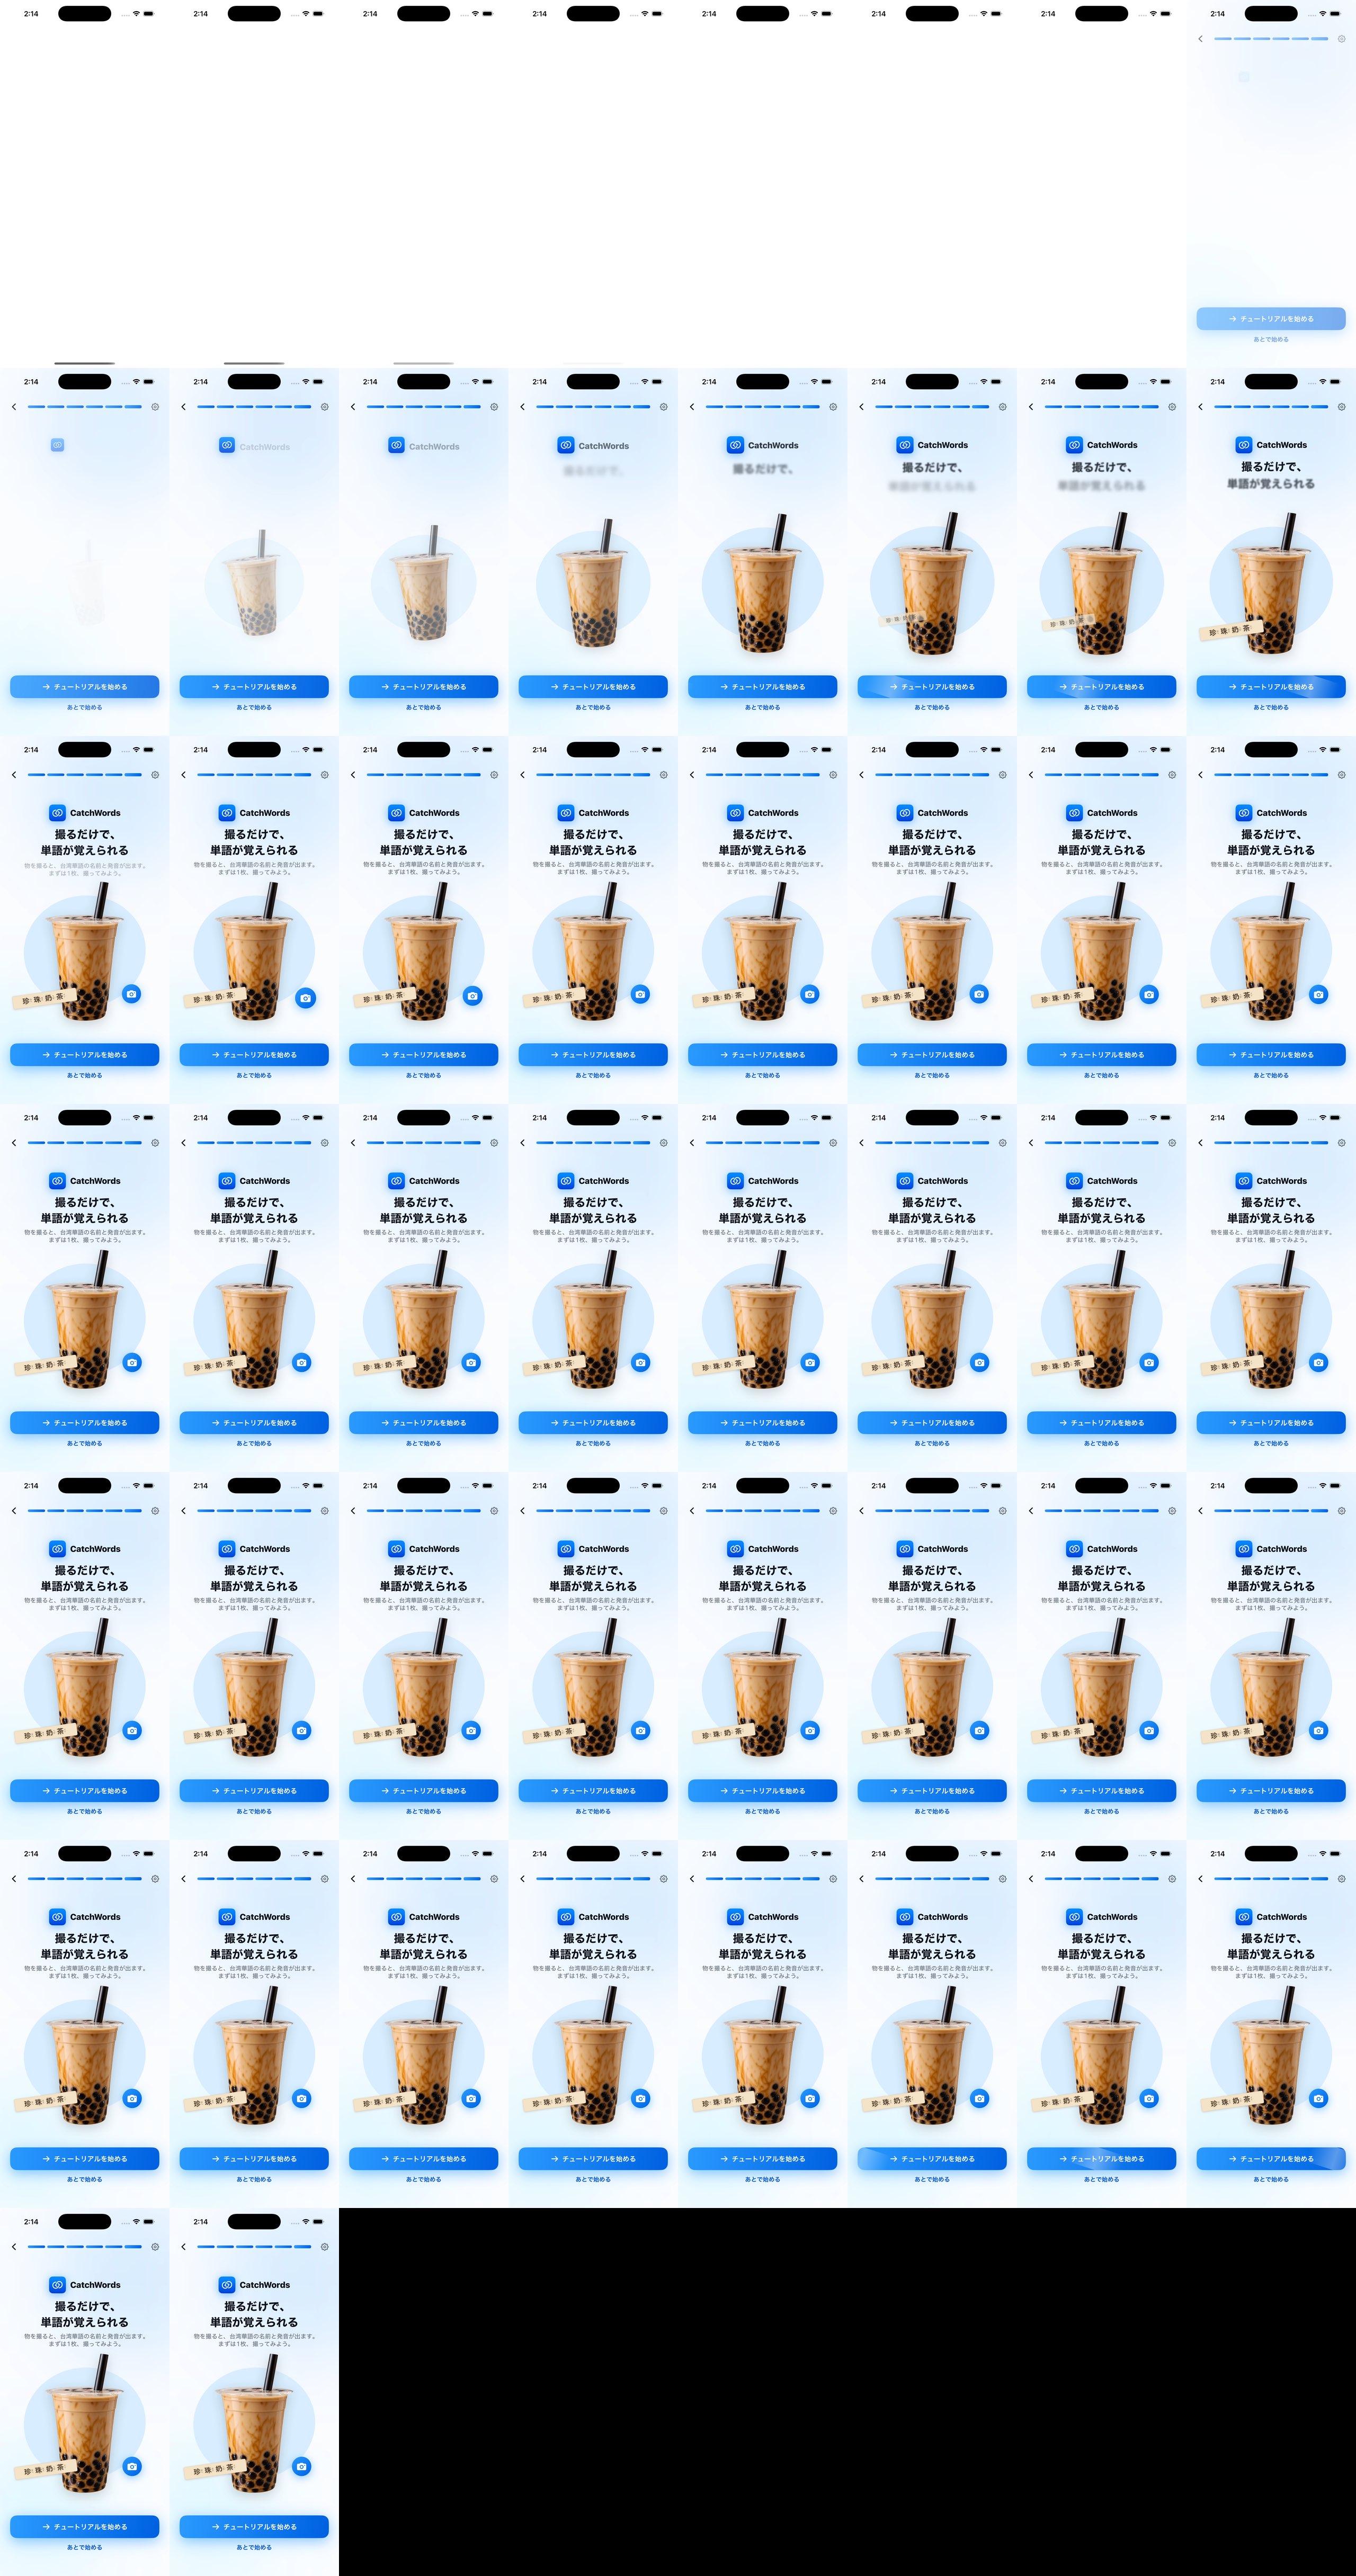 2:14
CatchWords
撮るだけで、
単語が覚えられる
物を撮ると、台湾華語の名前と発音が出ます。
まずは1枚、撮ってみよう。
珍珠奶茶
→ チュートリアルを始める
あとで始める